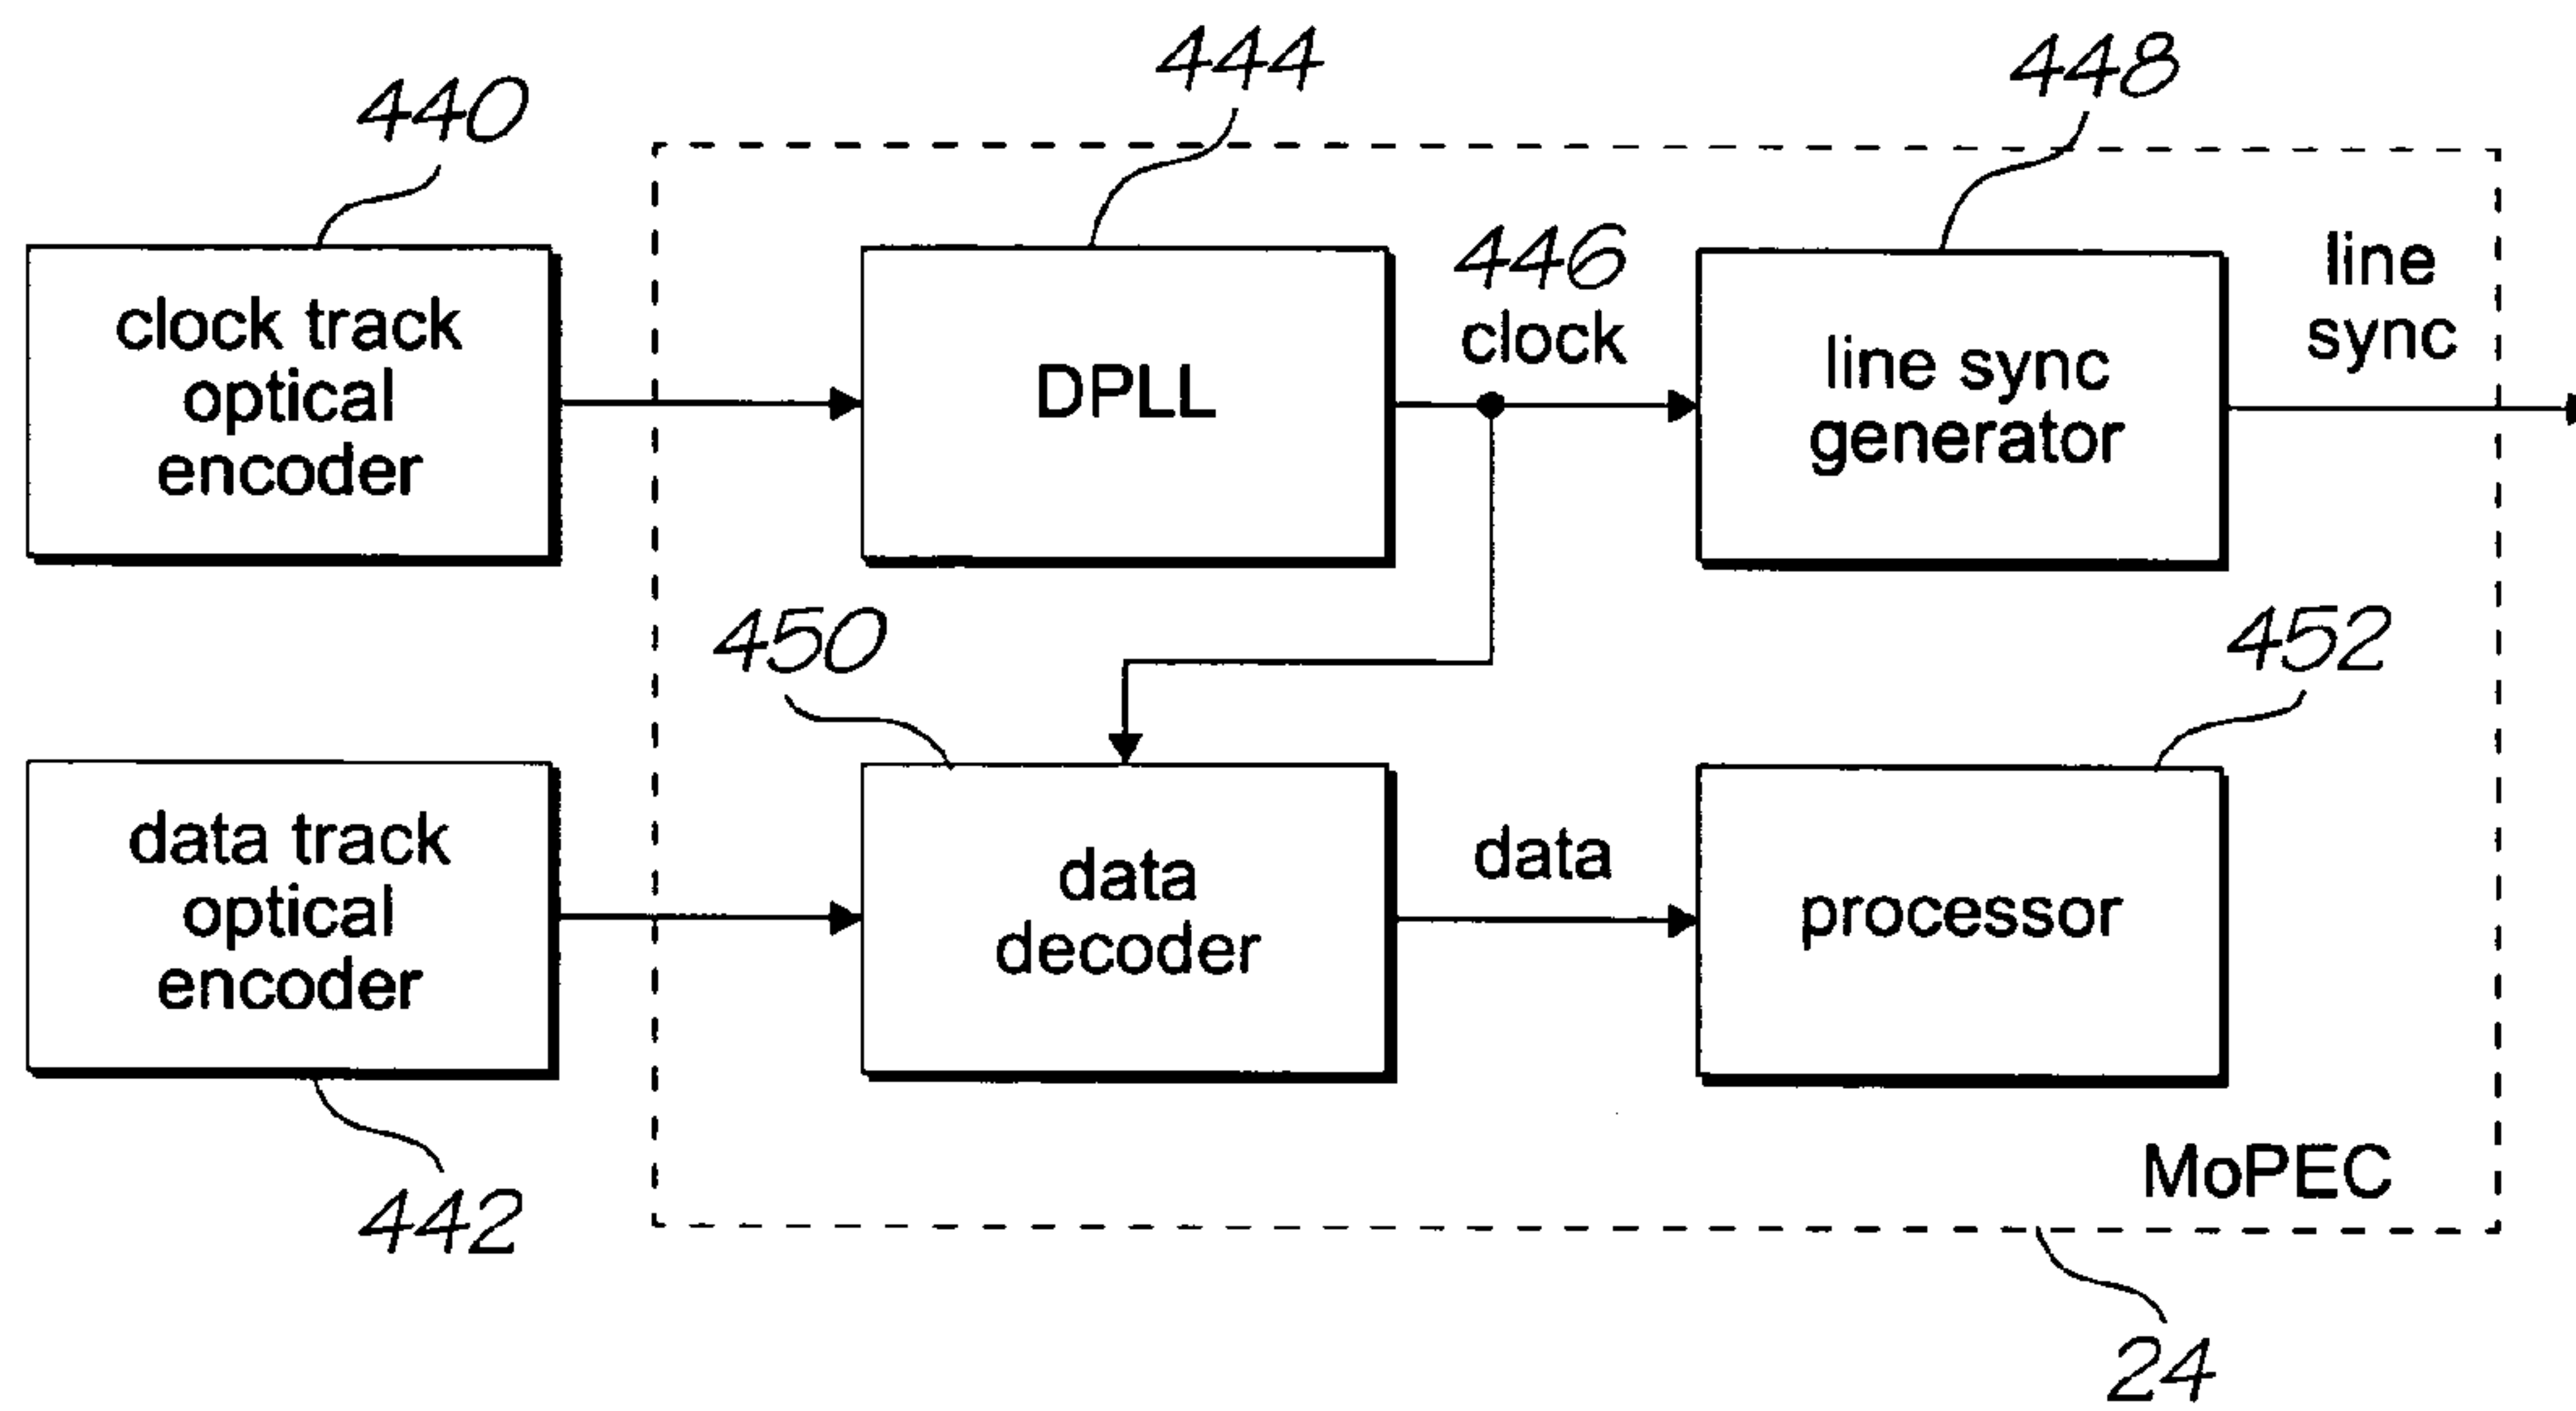 444
448
440
446
clock
line
sync
clock track
optical
encoder
DPLL
line sync
generator
450
452
data track
optical
encoder
data
decoder
data
processor
MoPEC
442
24